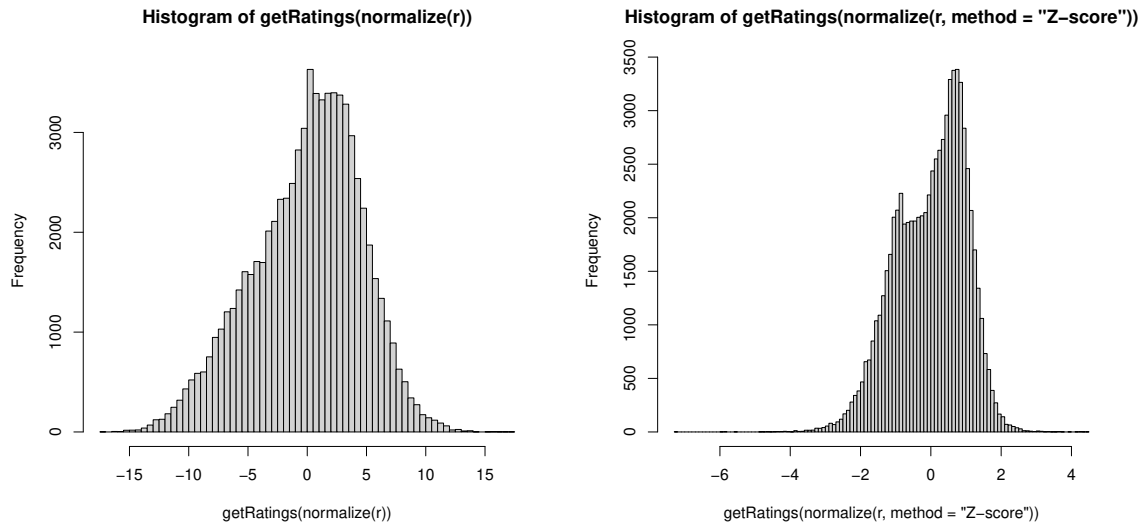 Histogram of getRatings(normalize(r))
Frequency
3000
2000
1000
0
−15 −10 −5 0 5 10 15
getRatings(normalize(r))
Histogram of getRatings(normalize(r, method = "Z−score"))
Frequency
3500
3000
2500
2000
1500
1000
500
0
−6 −4 −2 0 2 4
getRatings(normalize(r, method = "Z−score"))